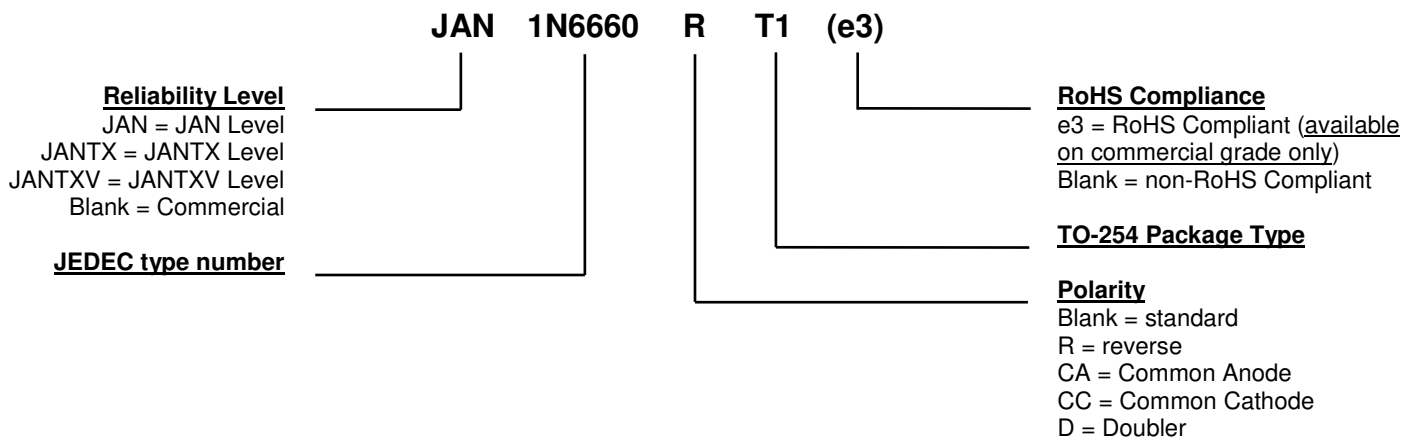 JAN 1N6660 R T1 (e3)
Reliability Level
JAN = JAN Level
JANTX = JANTX Level
JANTXV = JANTXV Level
Blank = Commercial
JEDEC type number
RoHS Compliance
e3 = RoHS Compliant (available
on commercial grade only)
Blank = non-RoHS Compliant
TO-254 Package Type
Polarity
Blank = standard
R = reverse
CA = Common Anode
CC = Common Cathode
D = Doubler